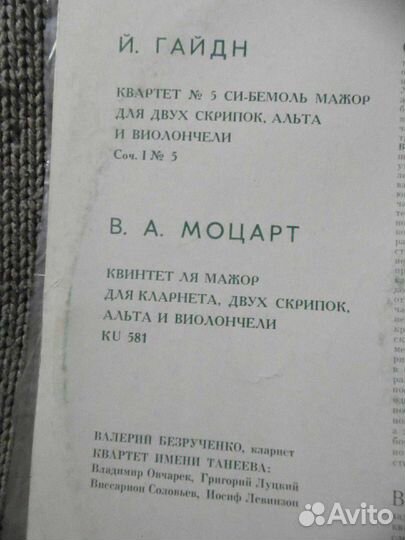 Й. ГАЙДН
КВАРТЕТ № 5 СИ-БЕМОЛЬ МАЖОР
ДЛЯ ДВУХ СКРИПОК, АЛЬТА
И ВИОЛОНЧЕЛИ
Соч. I № 5
В. А. МОЦАРТ
КВИНТЕТ ЛЯ МАЖОР
ДЛЯ КЛАРНЕТА, ДВУХ СКРИПОК,
АЛЬТА И ВИОЛОНЧЕЛИ
KU 581
ВАЛЕРИЙ БЕЗРУЧЕНКО, кларнет
КВАРТЕТ ИМЕНИ ТАНЕЕВА:
Владимир Овчарек, Григорий Луцкий
Виссарион Соловьев, Иосиф Левинзон
Avito